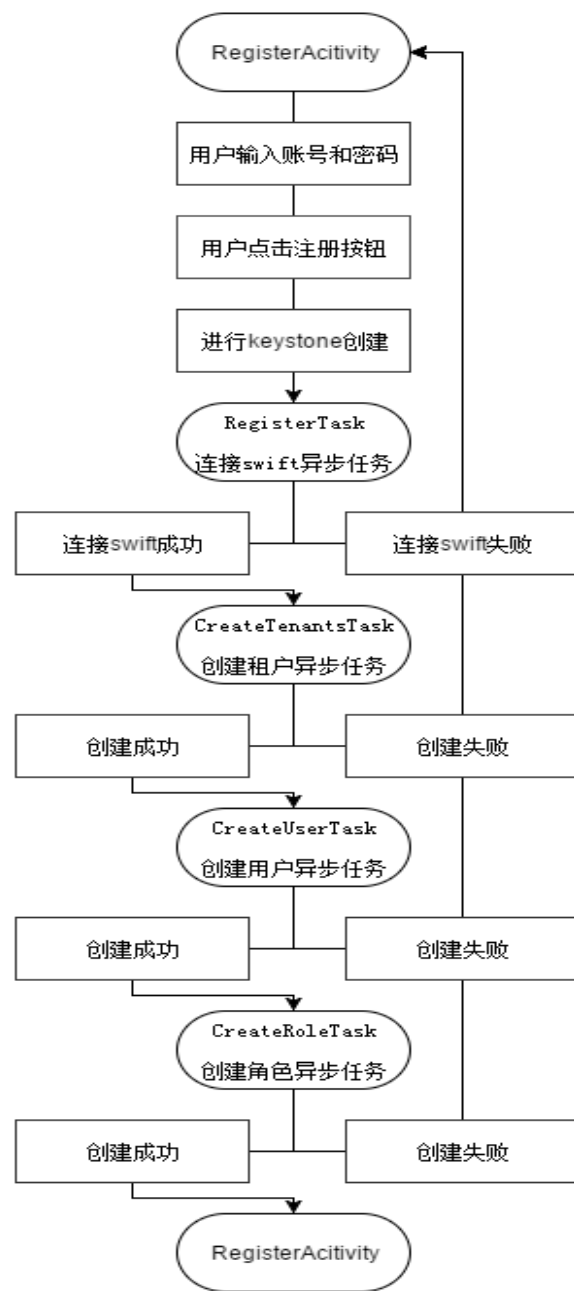 RegisterAcitivity
用户输入账号和密码
用户点击注册按钮
进行keystone创建
RegisterTask
连接swift异步任务
连接swift成功
连接swift失败
CreateTenantsTask
创建租户异步任务
创建成功
创建失败
CreateUserTask
创建用户异步任务
创建成功
创建失败
CreateRoleTask
创建角色异步任务
创建成功
创建失败
RegisterAcitivity